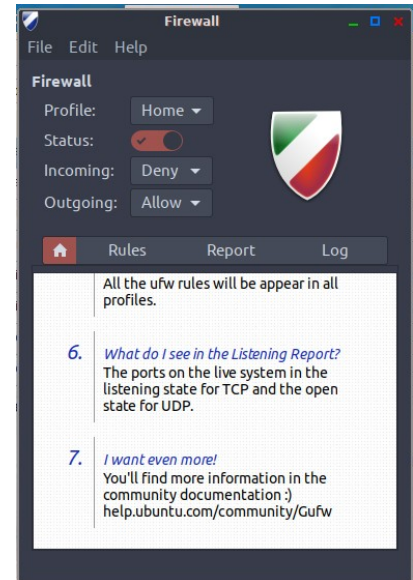 Firewall
File Edit Help
Firewall
Profile: Home
Status:
Incoming: Deny
Outgoing: Allow
Rules Report Log
All the ufw rules will be appear in all
profiles.
6. What do I see in the Listening Report?
The ports on the live system in the
listening state for TCP and the open
state for UDP.
7. I want even more!
You'll find more information in the
community documentation :)
help.ubuntu.com/community/Gufw